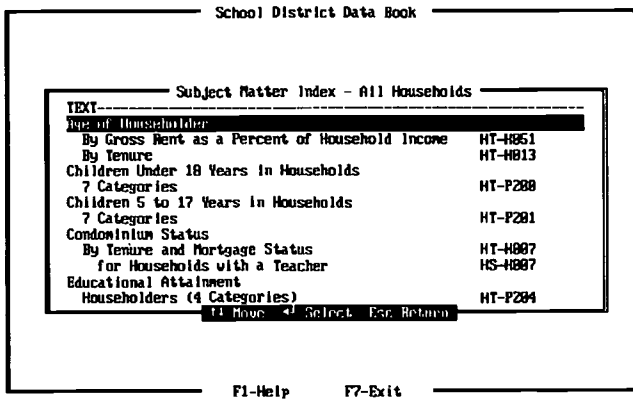 School District Data Book
Subject Matter Index - All Households
TEXT
Age of Householder
By Gross Rent as a Percent of Household Income HT-H051
By Tenure HT-H013
Children Under 18 Years in Households
7 Categories HT-P200
Children 5 to 17 Years in Households
7 Categories HT-P201
Condominium Status
By Tenure and Mortgage Status HT-H007
for Households with a Teacher HS-H007
Educational Attainment
Householders (4 Categories) HT-P204
↑↓ Move ◄┘ Select Esc Return
F1-Help F7-Exit